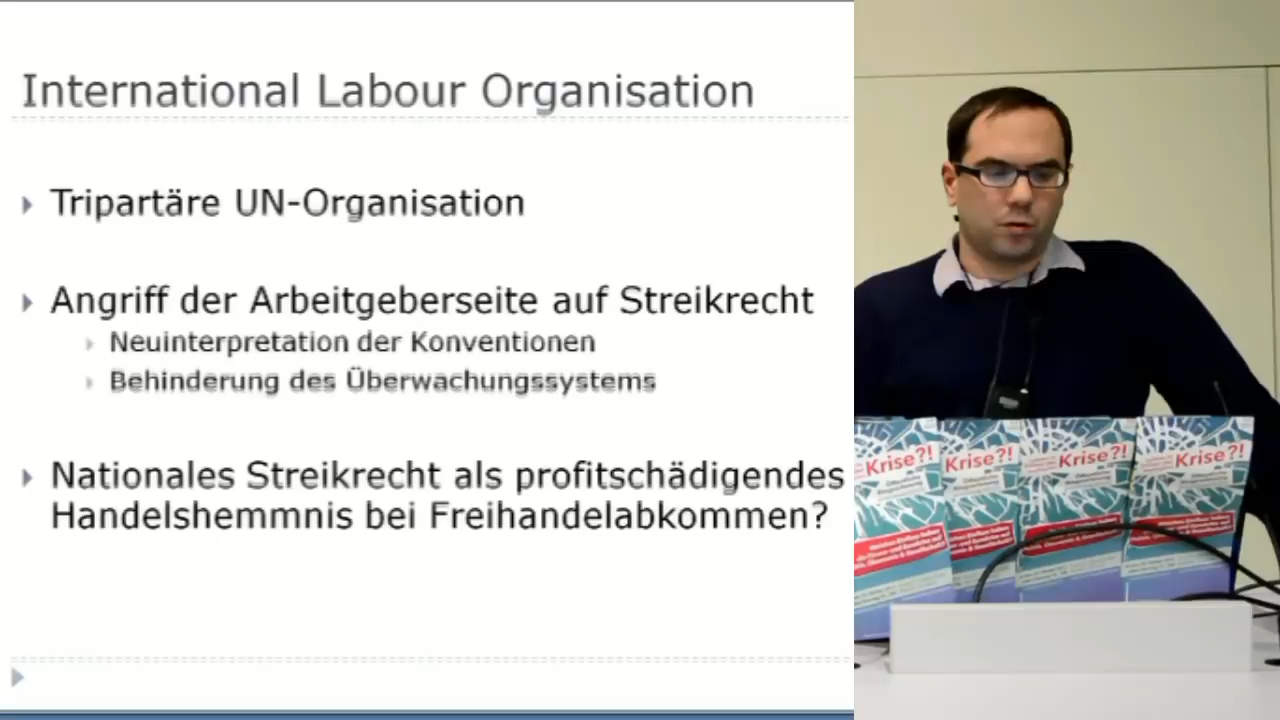 International Labour Organisation
Tripartäre UN-Organisation
Angriff der Arbeitgeberseite auf Streikrecht
Neuinterpretation der Konventionen
Behinderung des Überwachungssystems
Nationales Streikrecht als profitschädigendes
Handelshemmnis bei Freihandelabkommen?
Krise?!
Krise?!
Krise?!
Krise?!